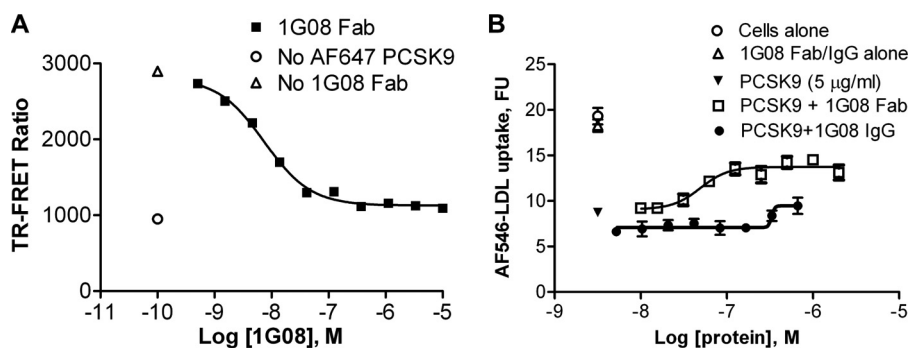 A
1G08 Fab
No AF647 PCSK9
No 1G08 Fab
TR-FRET Ratio
3000
2000
1000
0
-11 -10 -9 -8 -7 -6 -5
Log [1G08], M
B
Cells alone
1G08 Fab/IgG alone
PCSK9 (5 μg/ml)
PCSK9 + 1G08 Fab
PCSK9+1G08 IgG
AF546-LDL uptake, FU
25
20
15
10
5
0
-9 -8 -7 -6 -5
Log [protein], M